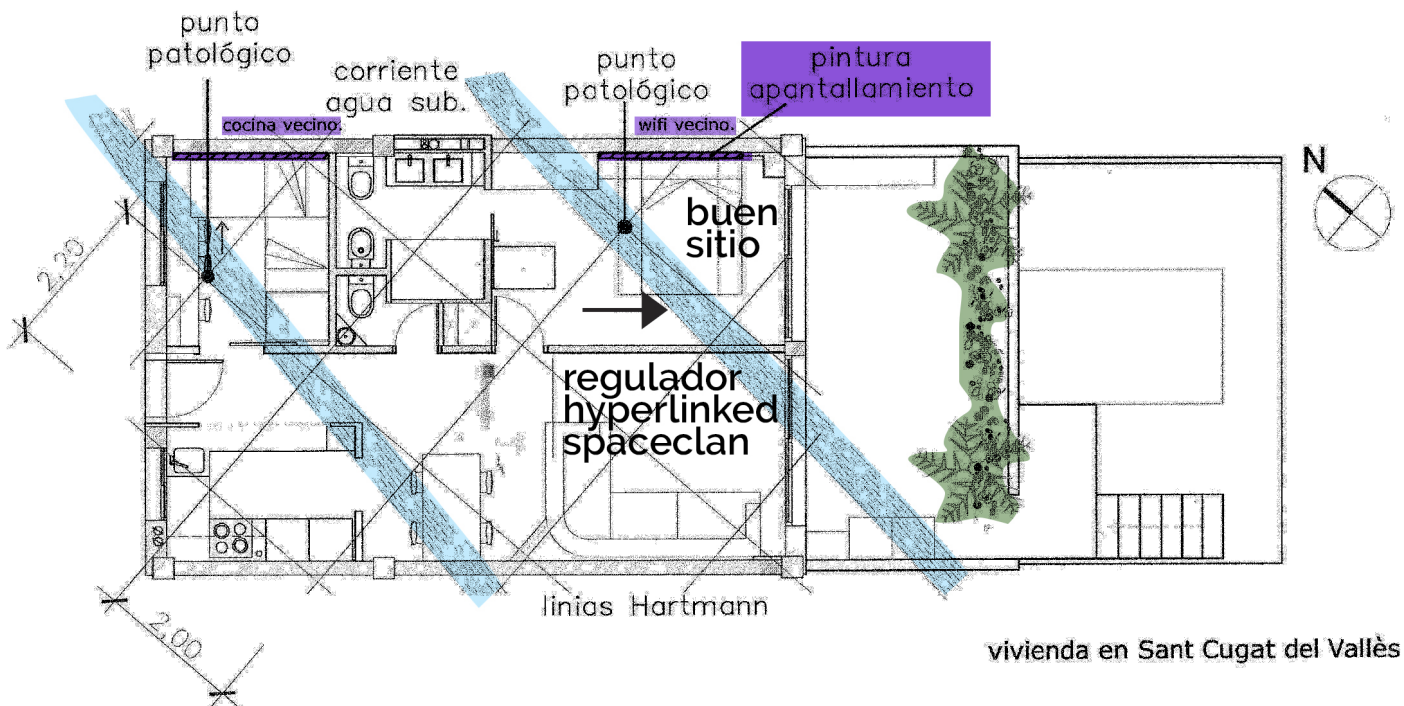 punto
patológico
corriente
agua sub.
punto
patológico
pintura
apantallamiento
cocina vecino.
wifi vecino.
N
buen
sitio
2,20
regulador
hyperlinked
spaceclan
linias Hartmann
2,00
vivienda en Sant Cugat del Vallès